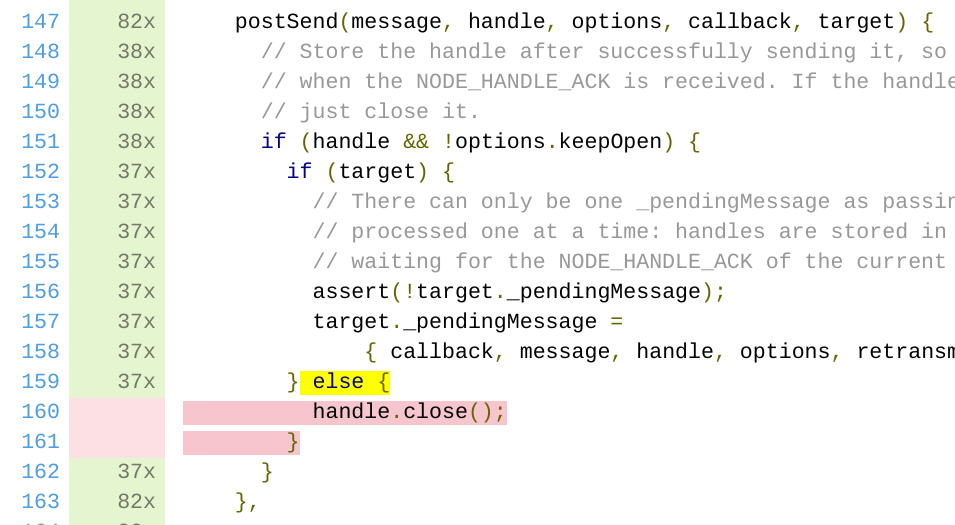 147 82x postSend(message, handle, options, callback, target) {
148 38x // Store the handle after successfully sending it, so
149 38x // when the NODE_HANDLE_ACK is received. If the handle
150 38x // just close it.
151 38x if (handle && !options.keepOpen) {
152 37x if (target) {
153 37x // There can only be one _pendingMessage as passin
154 37x // processed one at a time: handles are stored in
155 37x // waiting for the NODE_HANDLE_ACK of the current
156 37x assert(!target._pendingMessage);
157 37x target._pendingMessage =
158 37x { callback, message, handle, options, retransm
159 37x } else {
160 handle.close();
161 }
162 37x }
163 82x },